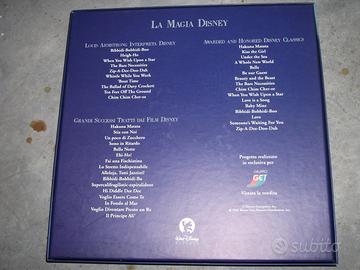 LA MAGIA DISNEY
LOUIS ARMSTRONG INTERPRETA DISNEY
Bibbidi-Bobbidi-Boo
Heigh-Ho
When You Wish Upon a Star
The Bare Necessities
Zip-A-Dee-Doo-Dah
Whistle While You Work
'Bout Time
The Ballad of Davy Crockett
Ten Feet Off The Ground
Chim Chim Cher-ee
GRANDI SUCCESSI TRATTI DAI FILM DISNEY
Hakuna Matata
Stia con Noi
Un poco di Zucchero
Sono in Ritardo
Bella Notte
Ehi-Ho!
Fai una Fischiatina
Lo Stretto Indispensabile
Alleluja, Tutti Jazzisti!
Bibbidi-Bobbidi-Bu
Supercalifragilistic-espiralidoso
Hi Diddle Dee Dee
Voglio Essere Come Te
In Fondo al Mar
Voglio Diventare Presto un Re
Il Principe Alì
AWARDED AND HONORED DISNEY CLASSICS
Hakuna Matata
Kiss the Girl
Under the Sea
A Whole New World
Belle
Be our Guest
Beauty and the Beast
The Bare Necessities
Chim Chim Cher-ee
When You Wish Upon a Star
Love is a Song
Baby Mine
Bibbidi-Bobbidi-Boo
Love
Someone's Waiting For You
Zip-A-Dee-Doo-Dah
Progetto realizzato
in esclusiva per
GET
Vietata la vendita
WALT DISNEY
subito